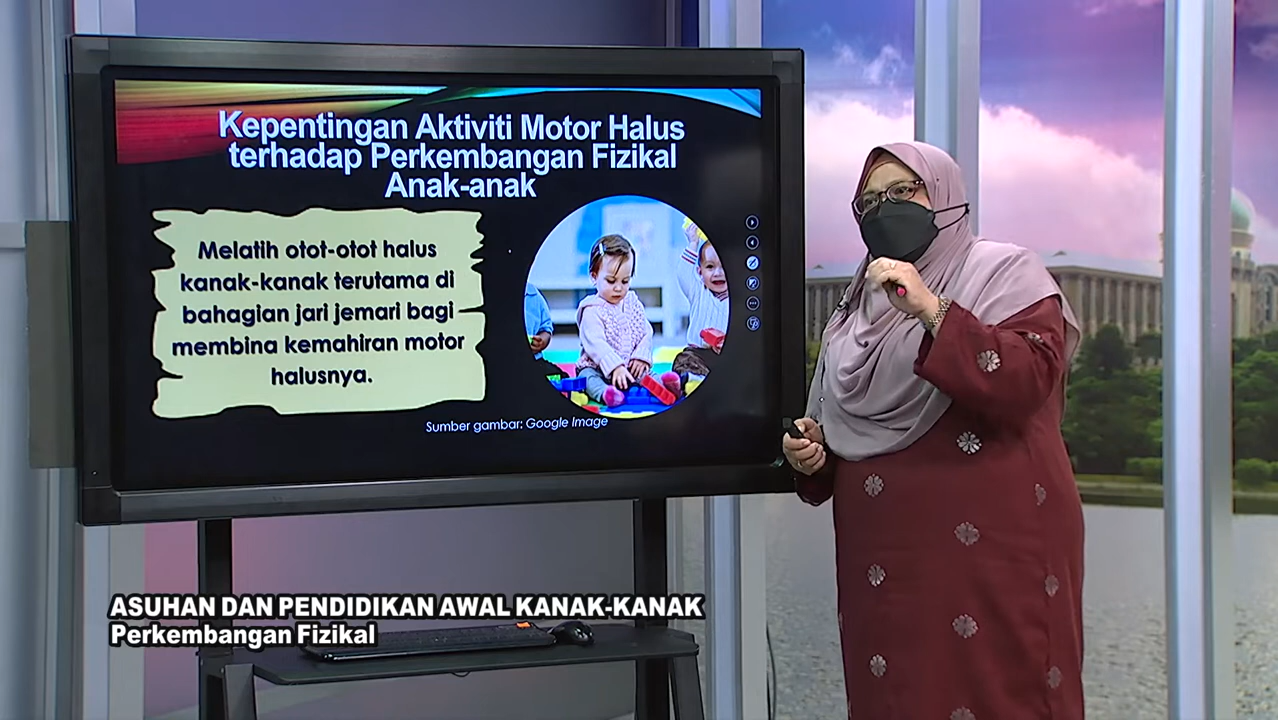 Kepentingan Aktiviti Motor Halus
terhadap Perkembangan Fizikal
Anak-anak
Melatih otot-otot halus
kanak-kanak terutama di
bahagian jari jemari bagi
membina kemahiran motor
halusnya.
Sumber gambar: Google Image
ASUHAN DAN PENDIDIKAN AWAL KANAK-KANAK
Perkembangan Fizikal